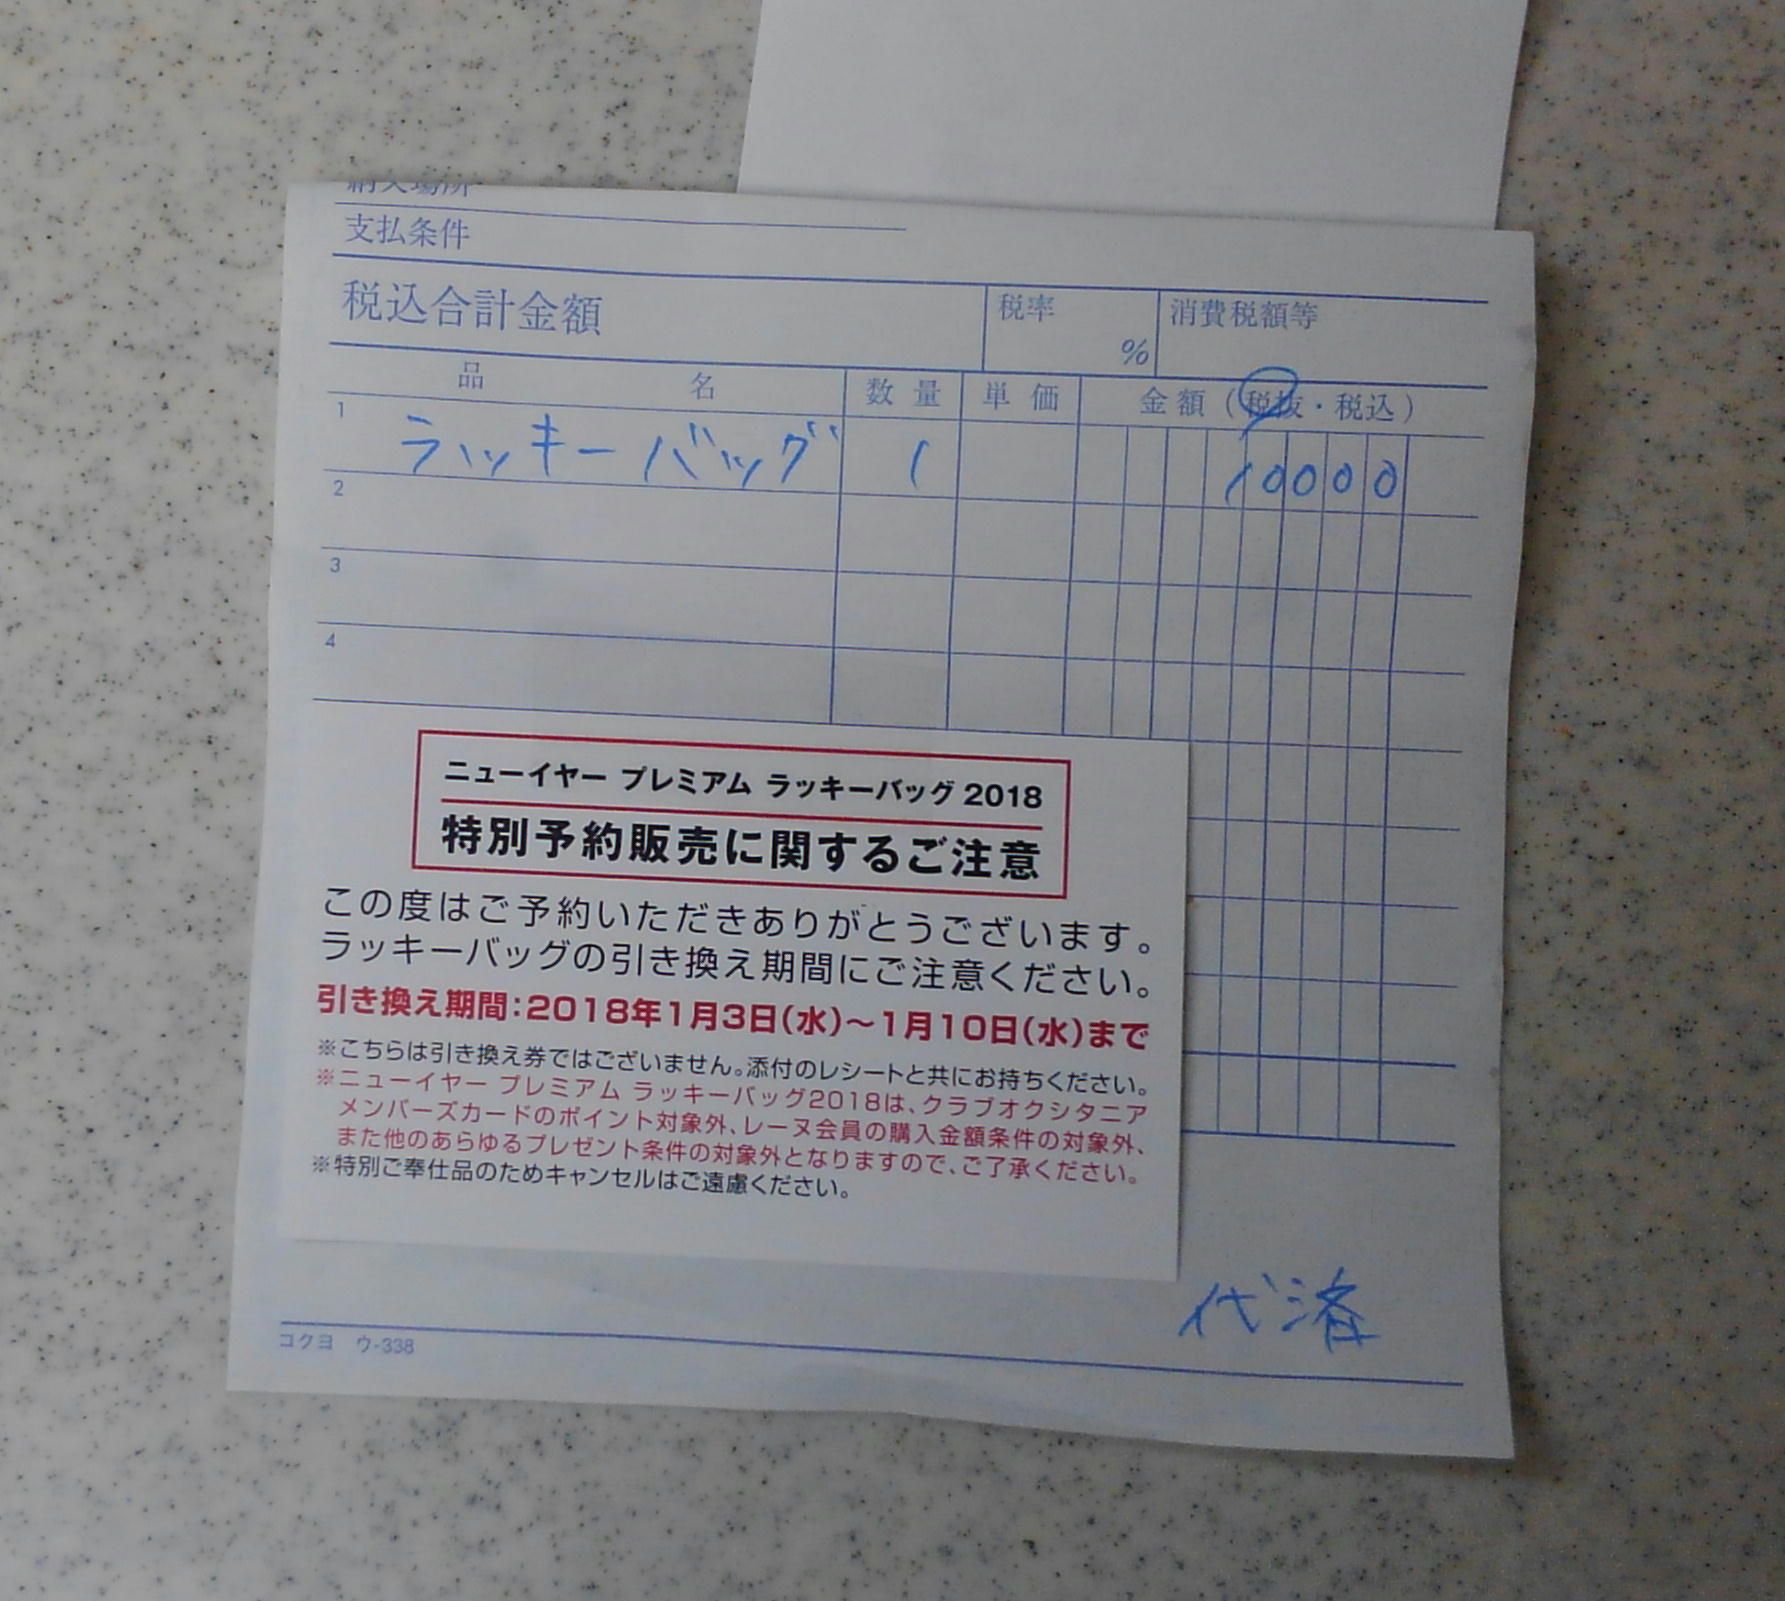 納入場所
支払条件
税込合計金額 税率 % 消費税額等
品名 数量 単価 金額(税抜・税込)
1 ラッキーバッグ 1 10000
2
3
4
ニューイヤー プレミアム ラッキーバッグ 2018
特別予約販売に関するご注意
この度はご予約いただきありがとうございます。
ラッキーバッグの引き換え期間にご注意ください。
引き換え期間:2018年1月3日(水)~1月10日(水)まで
※こちらは引き換え券ではございません。添付のレシートと共にお持ちください。
※ニューイヤー プレミアム ラッキーバッグ2018は、クラブオクシタニア
メンバーズカードのポイント対象外、レーヌ会員の購入金額条件の対象外、
また他のあらゆるプレゼント条件の対象外となりますので、ご了承ください。
※特別ご奉仕品のためキャンセルはご遠慮ください。
代済
コクヨ ウ-338